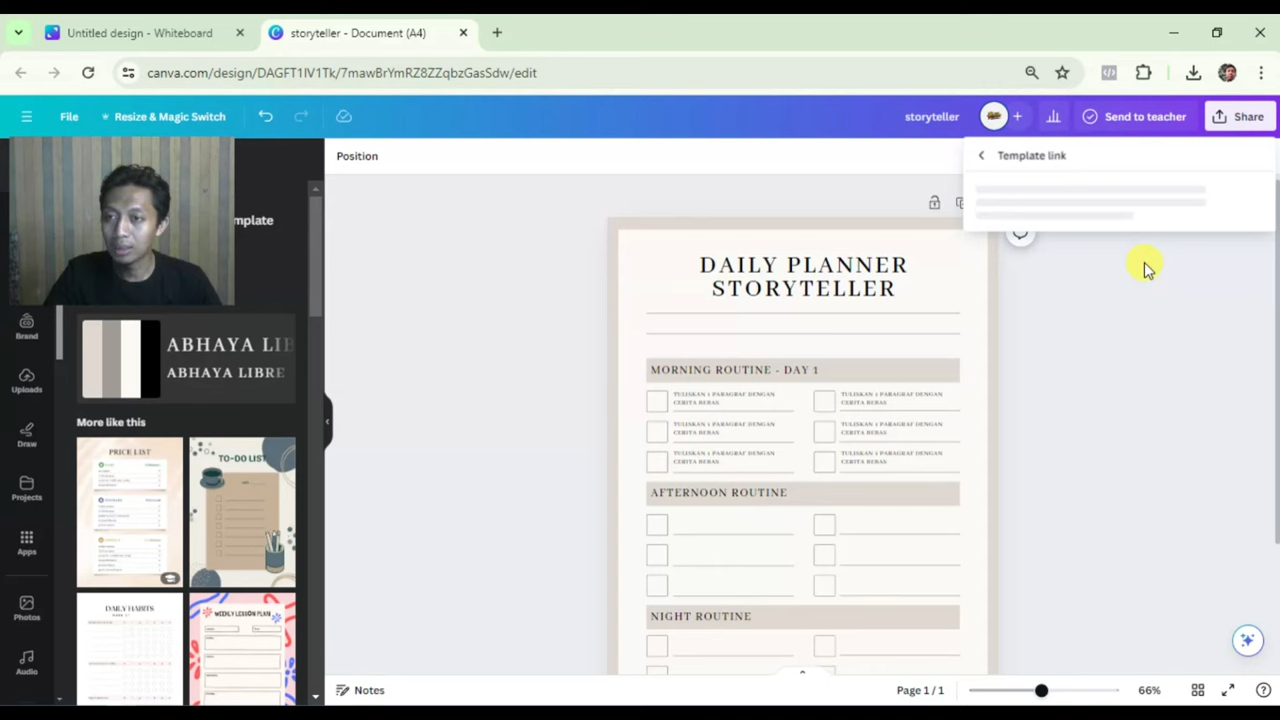 Untitled design - Whiteboard
storyteller - Document (A4)
canva.com/design/DAGFT1IV1Tk/7mawBrYmRZ8ZZqbzGasSdw/edit
File
Resize & Magic Switch
storyteller
Send to teacher
Share
Position
Template link
mplate
DAILY PLANNER
STORYTELLER
Brand
ABHAYA LIB
ABHAYA LIBRE
Uploads
More like this
MORNING ROUTINE - DAY 1
TULISKAN 1 PARAGRAF DENGAN
CERITA BEBAS
TULISKAN 1 PARAGRAF DENGAN
CERITA BEBAS
TULISKAN 1 PARAGRAF DENGAN
CERITA BEBAS
TULISKAN 1 PARAGRAF DENGAN
CERITA BEBAS
TULISKAN 1 PARAGRAF DENGAN
CERITA BEBAS
TULISKAN 1 PARAGRAF DENGAN
CERITA BEBAS
Draw
PRICE LIST
TO-DO LIST
Projects
AFTERNOON ROUTINE
Apps
Photos
DAILY HABITS
WEEKLY LESSON PLAN
NIGHT ROUTINE
Audio
Notes
Page 1 / 1
66%